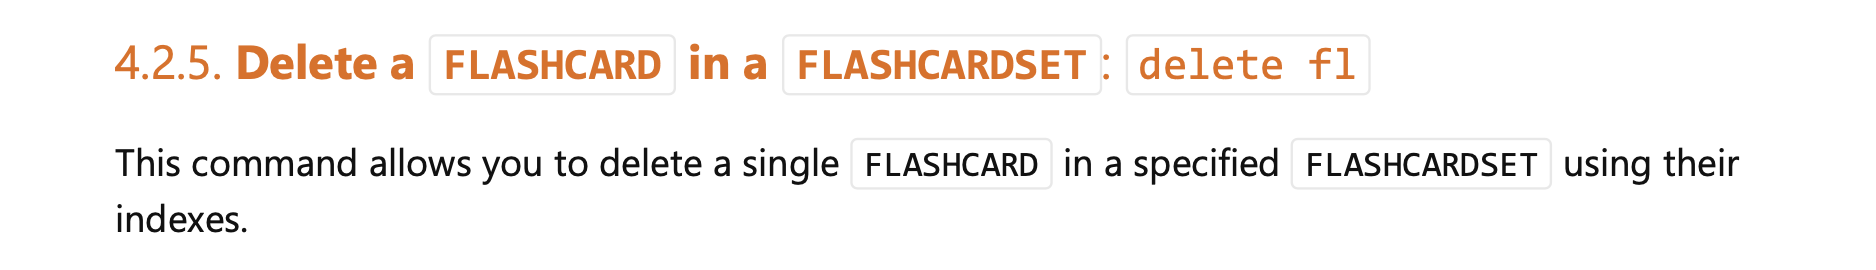 4.2.5. Delete a FLASHCARD in a FLASHCARDSET: delete fl
This command allows you to delete a single FLASHCARD in a specified FLASHCARDSET using their
indexes.